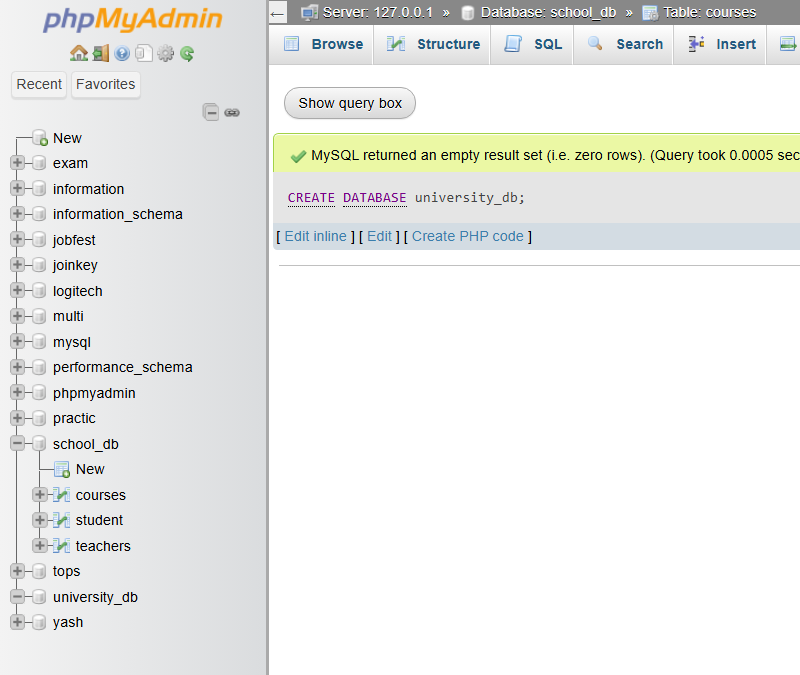 phpMyAdmin
Recent Favorites
New
exam
information
information_schema
jobfest
joinkey
logitech
multi
mysql
performance_schema
phpmyadmin
practic
school_db
New
courses
student
teachers
tops
university_db
yash
Server: 127.0.0.1 » Database: school_db » Table: courses
Browse Structure SQL Search Insert
Show query box
MySQL returned an empty result set (i.e. zero rows). (Query took 0.0005 sec
CREATE DATABASE university_db;
[ Edit inline ] [ Edit ] [ Create PHP code ]